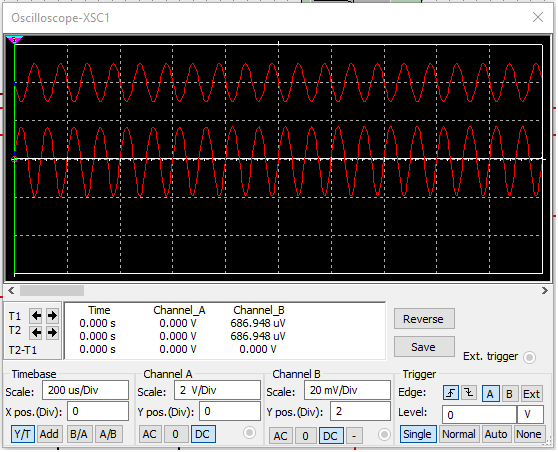 Oscilloscope-XSC1
Time Channel_A Channel_B
T1 0.000 s 0.000 V 686.948 uV
T2 0.000 s 0.000 V 686.948 uV
T2-T1 0.000 s 0.000 V 0.000 V
Reverse
Save
Ext. trigger
Timebase
Scale: 200 us/Div
X pos.(Div): 0
Y/T Add B/A A/B
Channel A
Scale: 2 V/Div
Y pos.(Div): 0
AC 0 DC
Channel B
Scale: 20 mV/Div
Y pos.(Div): 2
AC 0 DC -
Trigger
Edge: A B Ext
Level: 0 V
Single Normal Auto None